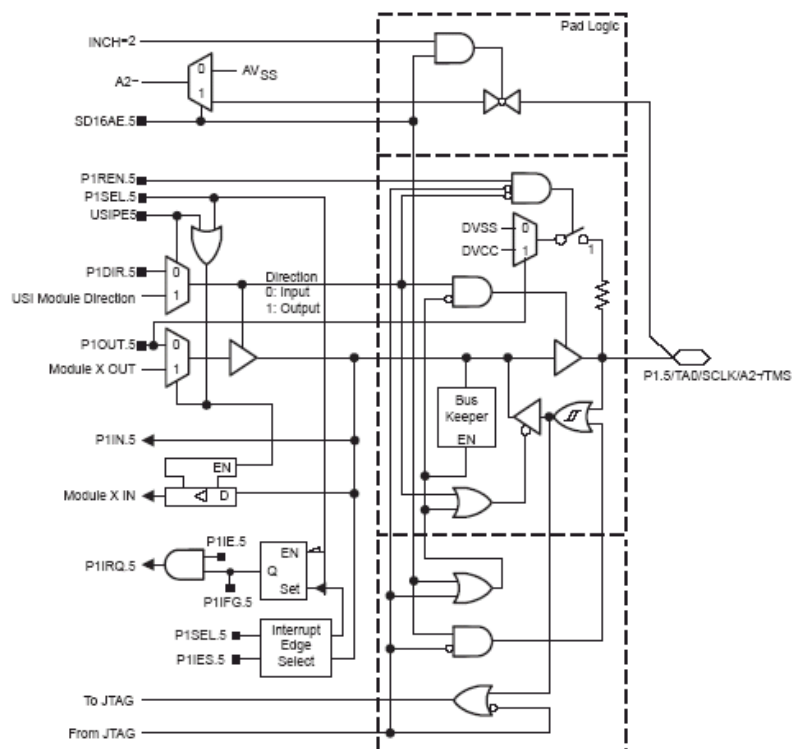 Pad Logic
INCH=2
0
AVSS
A2−
1
SD16AE.5
P1REN.5
P1SEL.5
USIPE5
DVSS
0
DVCC
1
1
P1DIR.5
0
Direction
0: Input
1: Output
USI Module Direction
1
P1OUT.5
0
Module X OUT
1
P1.5/TA0/SCLK/A2−/TMS
Bus
Keeper
EN
P1IN.5
EN
Module X IN
D
P1IE.5
P1IRQ.5
EN
Q
P1IFG.5
Set
P1SEL.5
Interrupt
Edge
Select
P1IES.5
To JTAG
From JTAG